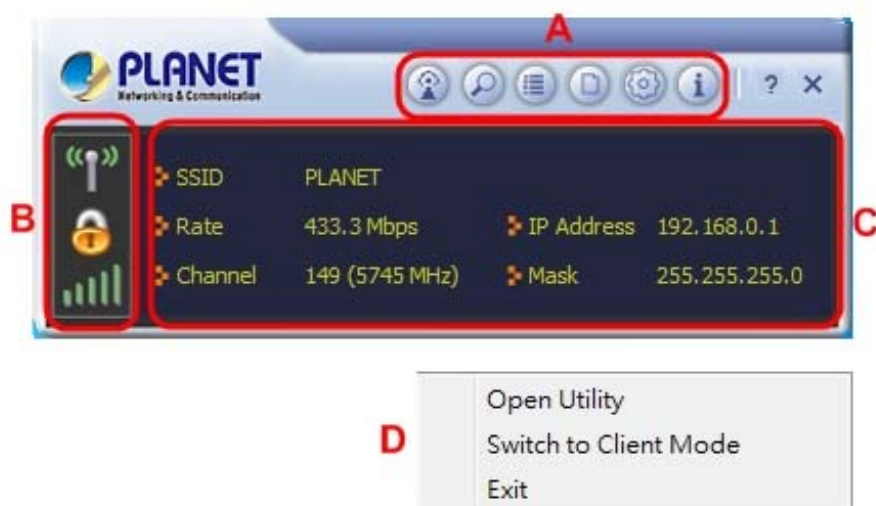 A
PLANET
Networking & Communication
? ×
B
SSID PLANET
Rate 433.3 Mbps IP Address 192.168.0.1
C
Channel 149 (5745 MHz) Mask 255.255.255.0
Open Utility
D
Switch to Client Mode
Exit